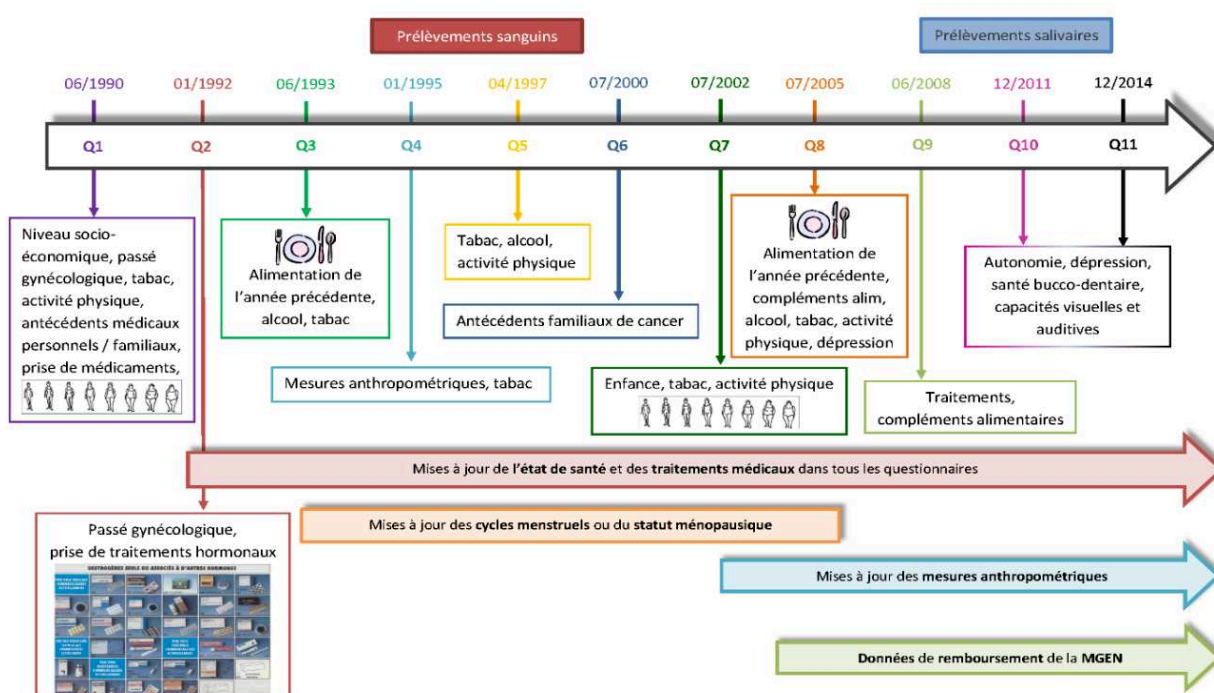 Prélèvements sanguins
Prélèvements salivaires
06/1990
01/1992
06/1993
01/1995
04/1997
07/2000
07/2002
07/2005
06/2008
12/2011
12/2014
Q1
Q2
Q3
Q4
Q5
Q6
Q7
Q8
Q9
Q10
Q11
Niveau socio-
économique, passé
gynécologique, tabac,
activité physique,
antécédents médicaux
personnels / familiaux,
prise de médicaments,
Alimentation de
l'année précédente,
alcool, tabac
Mesures anthropométriques, tabac
Tabac, alcool,
activité physique
Antécédents familiaux de cancer
Enfance, tabac, activité physique
Alimentation de
l'année précédente,
compléments alim,
alcool, tabac, activité
physique, dépression
Traitements,
compléments alimentaires
Autonomie, dépression,
santé bucco-dentaire,
capacités visuelles et
auditives
Mises à jour de l'état de santé et des traitements médicaux dans tous les questionnaires
Passé gynécologique,
prise de traitements hormonaux
Mises à jour des cycles menstruels ou du statut ménopausique
Mises à jour des mesures anthropométriques
Données de remboursement de la MGEN